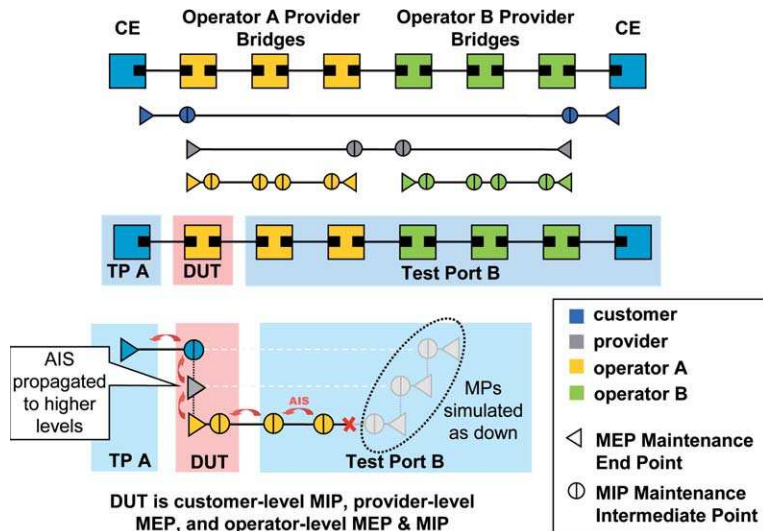 CE
Operator A Provider
Bridges
Operator B Provider
Bridges
CE
TP A
DUT
Test Port B
AIS
propagated
to higher
levels
AIS
MPs
simulated
as down
TP A
DUT
Test Port B
DUT is customer-level MIP, provider-level
MEP, and operator-level MEP & MIP
customer
provider
operator A
operator B
MEP Maintenance
End Point
MIP Maintenance
Intermediate Point